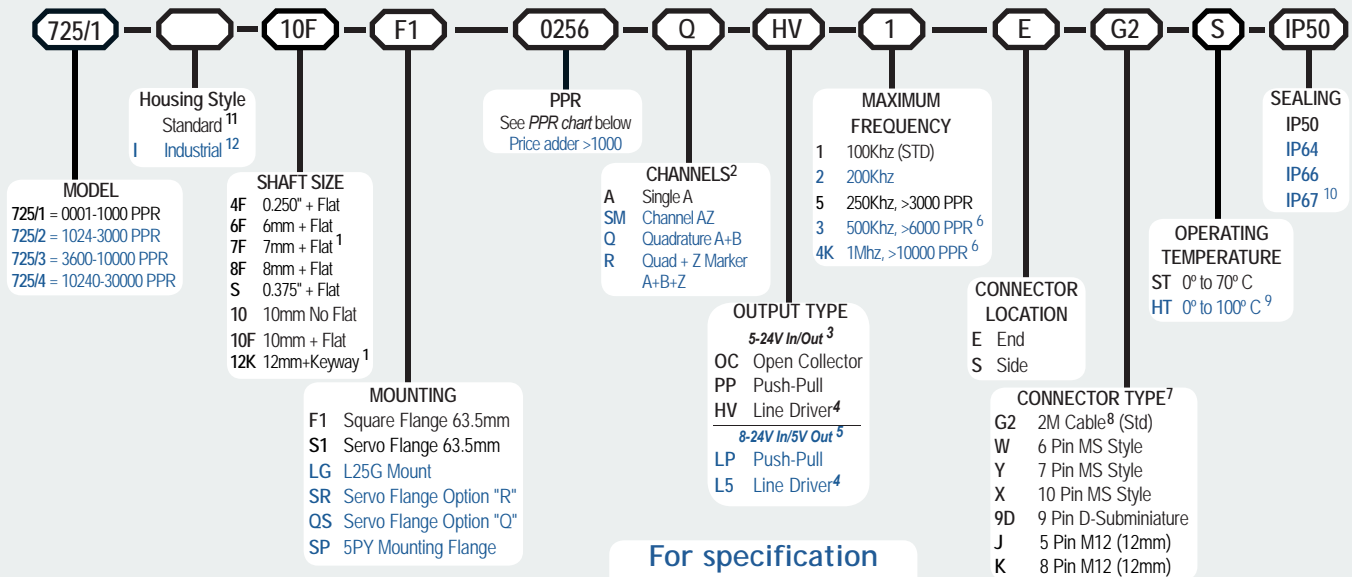 725/1
10F
F1
0256
Q
HV
1
E
G2
S
IP50
Housing Style
Standard 11
I Industrial 12
MODEL
725/1 = 0001-1000 PPR
725/2 = 1024-3000 PPR
725/3 = 3600-10000 PPR
725/4 = 10240-30000 PPR
SHAFT SIZE
4F 0.250" + Flat
6F 6mm + Flat
7F 7mm + Flat 1
8F 8mm + Flat
S 0.375" + Flat
10 10mm No Flat
10F 10mm + Flat
12K 12mm+Keyway 1
MOUNTING
F1 Square Flange 63.5mm
S1 Servo Flange 63.5mm
LG L25G Mount
SR Servo Flange Option "R"
QS Servo Flange Option "Q"
SP 5PY Mounting Flange
PPR
See PPR chart below
Price adder >1000
CHANNELS2
A Single A
SM Channel AZ
Q Quadrature A+B
R Quad + Z Marker
A+B+Z
OUTPUT TYPE
5-24V In/Out 3
OC Open Collector
PP Push-Pull
HV Line Driver4
8-24V In/5V Out 5
LP Push-Pull
L5 Line Driver4
MAXIMUM
FREQUENCY
1 100Khz (STD)
2 200Khz
5 250Khz, >3000 PPR
3 500Khz, >6000 PPR 6
4K 1Mhz, >10000 PPR 6
CONNECTOR
LOCATION
E End
S Side
CONNECTOR TYPE7
G2 2M Cable8 (Std)
W 6 Pin MS Style
Y 7 Pin MS Style
X 10 Pin MS Style
9D 9 Pin D-Subminiature
J 5 Pin M12 (12mm)
K 8 Pin M12 (12mm)
OPERATING
TEMPERATURE
ST 0º to 70º C
HT 0º to 100º C 9
SEALING
IP50
IP64
IP66
IP67 10
For specification